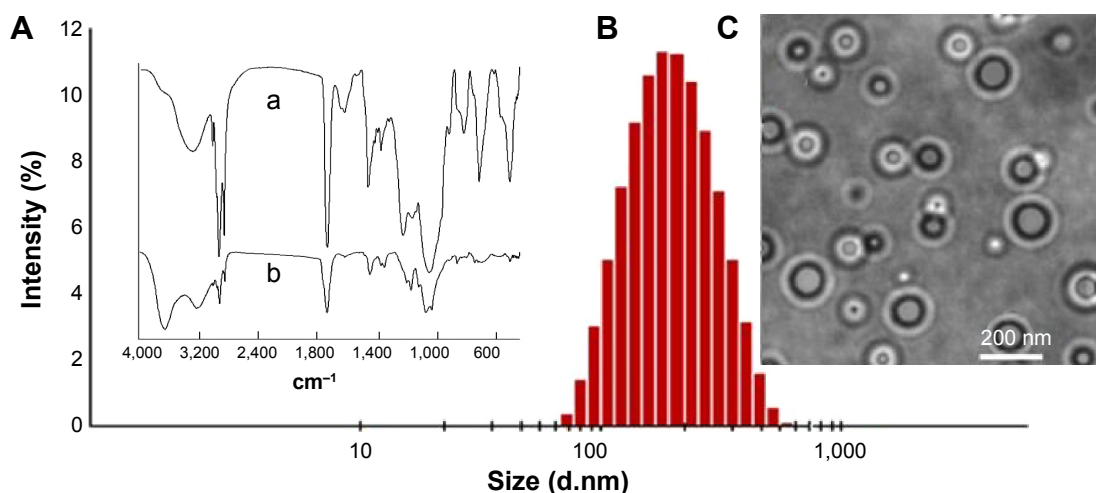 A
B
C
12
10
8
6
4
2
0
Intensity (%)
a
b
4,000 3,200 2,400 1,800 1,400 1,000 600
cm⁻¹
200 nm
10 100 1,000
Size (d.nm)